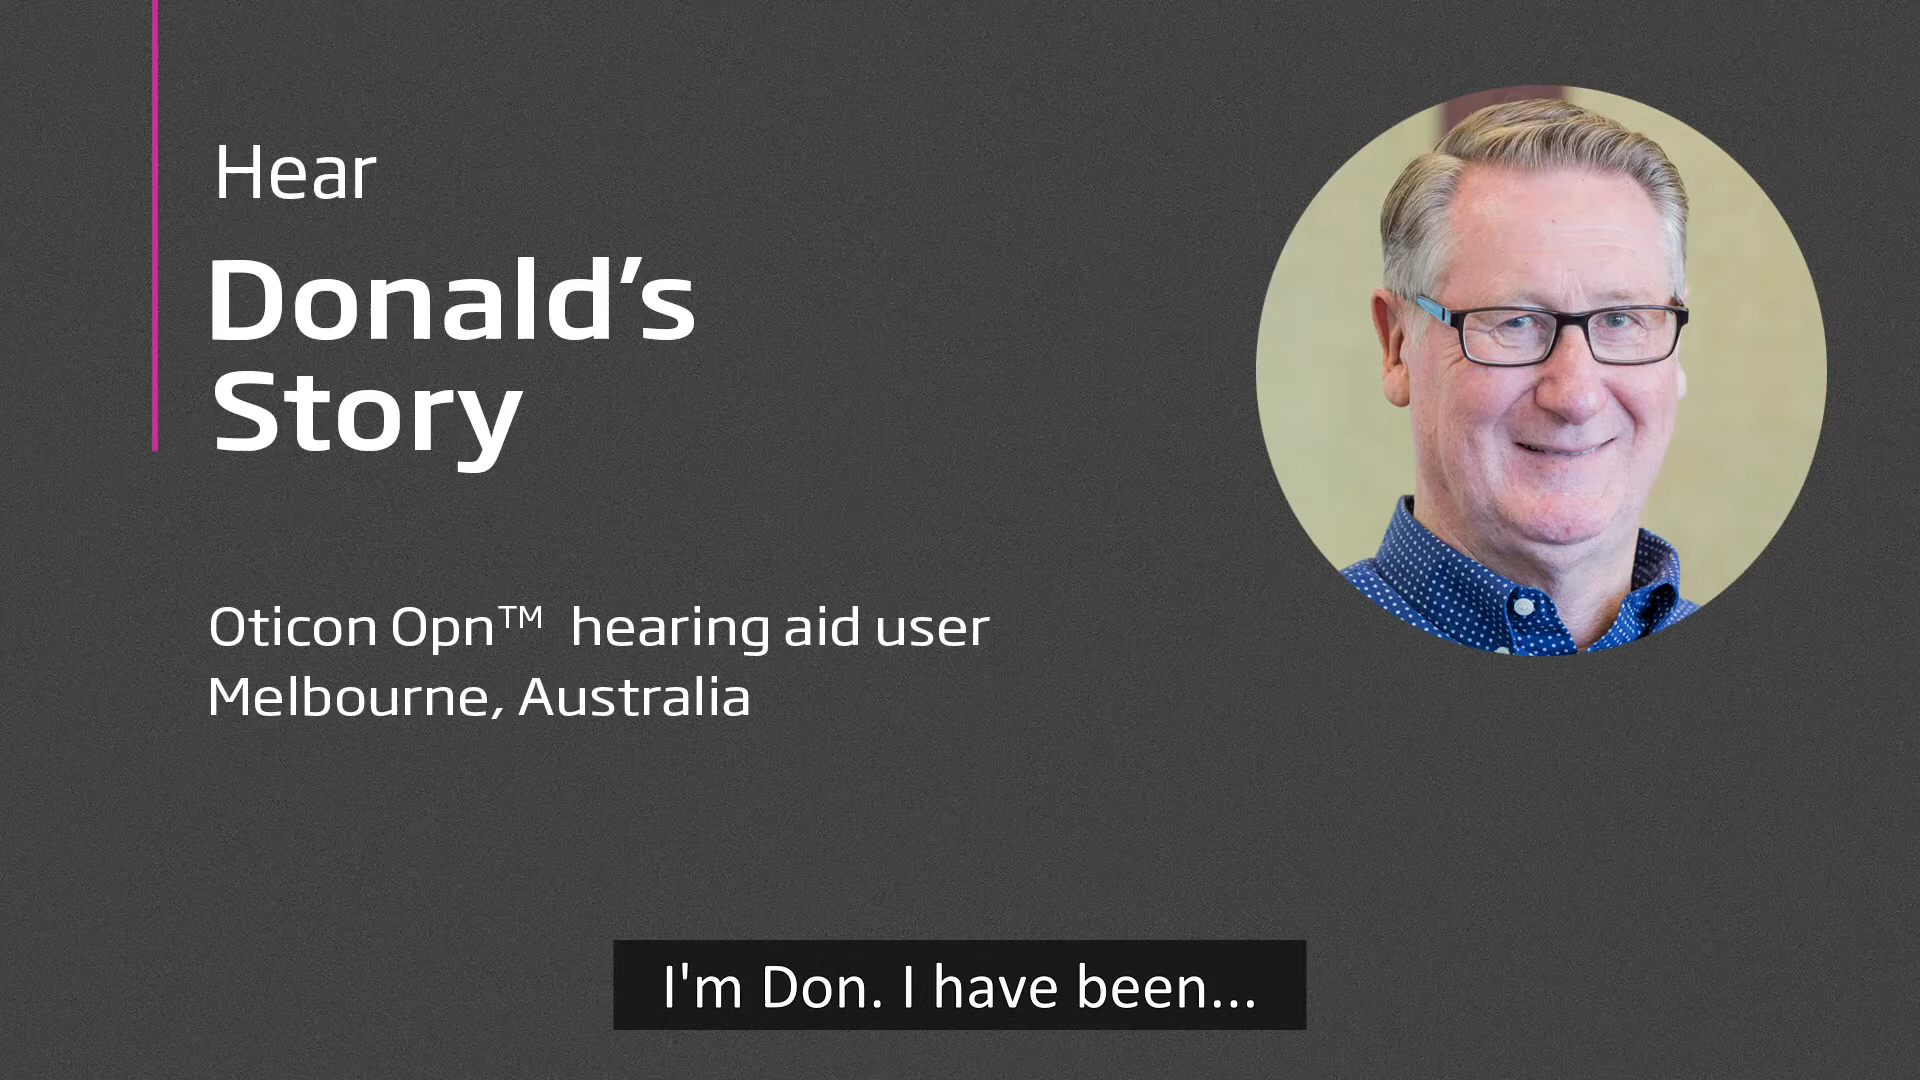 Hear
Donald’s
Story
Oticon Opn™ hearing aid user
Melbourne, Australia
I'm Don. I have been...